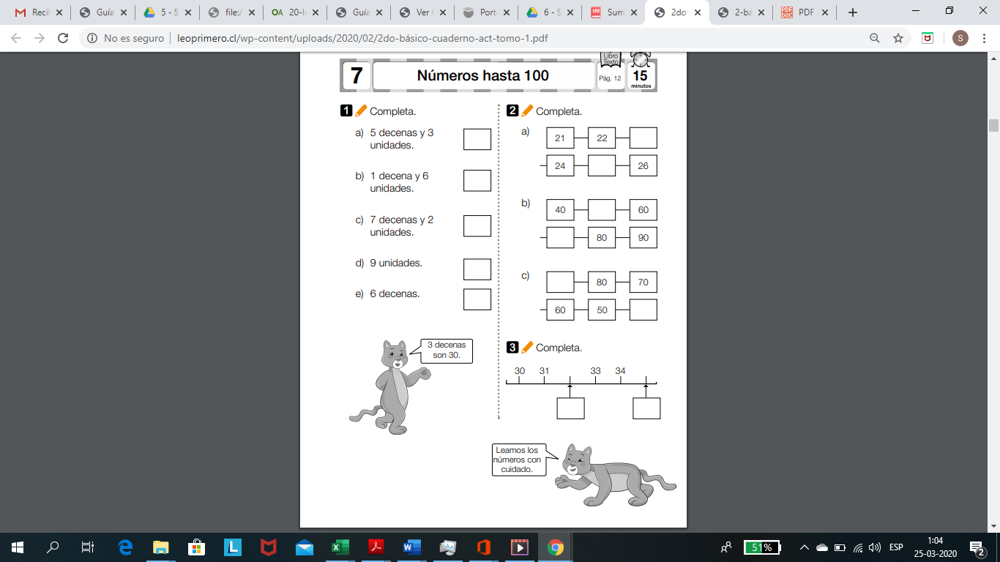 Recil
Guía
5 - S
file:/
OA 20-le
Guía
Ver (
Port
6 - S
Sum
2do-
2-bá
PDF
No es seguro | leoprimero.cl/wp-content/uploads/2020/02/2do-básico-cuaderno-act-tomo-1.pdf
S
7
Números hasta 100
Libro
Texto
Pág. 12
15
minutos
1 Completa.
a) 5 decenas y 3
unidades.
b) 1 decena y 6
unidades.
c) 7 decenas y 2
unidades.
d) 9 unidades.
e) 6 decenas.
3 decenas
son 30.
2 Completa.
a)
21 22
24 26
b)
40 60
80 90
c)
80 70
60 50
3 Completa.
30 31 33 34
Leamos los
números con
cuidado.
51%
ESP
1:04
25-03-2020
2